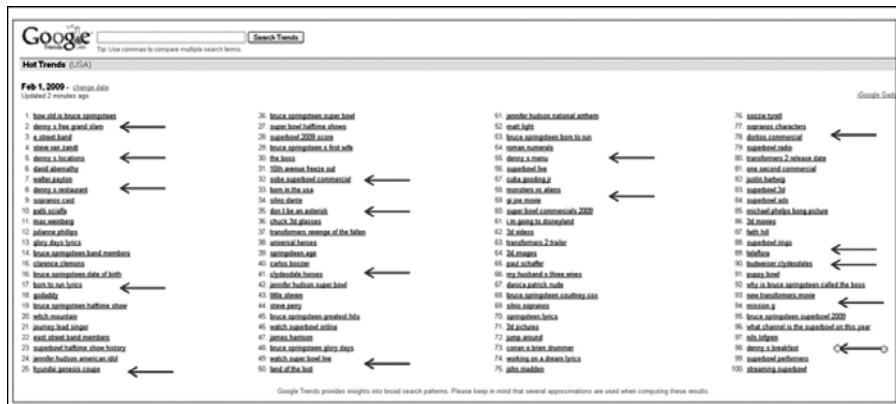 Google
Trends Labs
Search Trends
Tip: Use commas to compare multiple search terms.
Hot Trends (USA)
Feb 1, 2009 - change date
Updated 2 minutes ago
iGoogle Gadg
1. how old is bruce springsteen
2. denny s free grand slam
3. e street band
4. steve van zandt
5. denny s locations
6. david abernathy
7. walter payton
8. denny s restaurant
9. sopranos cast
10. patti scialfa
11. max weinberg
12. julianne phillips
13. glory days lyrics
14. bruce springsteen band members
15. clarence clemons
16. bruce springsteen date of birth
17. born to run lyrics
18. godaddy
19. bruce springsteen halftime show
20. witch mountain
21. journey lead singer
22. east street band members
23. superbowl halftime show history
24. jennifer hudson american idol
25. hyundai genesis coupe
26. bruce springsteen super bowl
27. super bowl halftime shows
28. superbowl 2009 score
29. bruce springsteen s first wife
30. the boss
31. 10th avenue freeze out
32. sobe superbowl commercial
33. born in the usa
34. silvio dante
35. don t be an asterisk
36. chuck 3d glasses
37. transformers revenge of the fallen
38. universal heroes
39. springsteen age
40. carlos boozer
41. clydesdale horses
42. jennifer hudson super bowl
43. little steven
44. steve perry
45. bruce springsteen greatest hits
46. watch superbowl online
47. james harrison
48. bruce springsteen glory days
49. watch super bowl live
50. land of the lost
51. jennifer hudson national anthem
52. matt light
53. bruce springsteen born to run
54. roman numerals
55. denny s menu
56. superbowl live
57. cuba gooding jr
58. monsters vs aliens
59. gi joe movie
60. super bowl commercials 2009
61. i m going to disneyland
62. 3d videos
63. transformers 2 trailer
64. 3d images
65. paul schaffer
66. my husband s three wives
67. danica patrick nude
68. bruce springsteen courtney cox
69. silvio sopranos
70. springsteen lyrics
71. 3d pictures
72. jump around
73. conan o brien drummer
74. working on a dream lyrics
75. john madden
76. soozie tyrell
77. sopranos characters
78. doritos commercial
79. superbowl radio
80. transformers 2 release date
81. one second commercial
82. justin hartwig
83. superbowl 3d
84. superbowl ads
85. michael phelps bong picture
86. 3d movies
87. faith hill
88. superbowl rings
89. teleflora
90. budweiser clydesdales
91. puppy bowl
92. why is bruce springsteen called the boss
93. new transformers movie
94. mission g
95. bruce springsteen superbowl 2009
96. what channel is the superbowl on this year
97. nils lofgren
98. denny s breakfast
99. superbowl performers
100. streaming superbowl
Google Trends provides insights into broad search patterns. Please keep in mind that several approximations are used when computing these results.